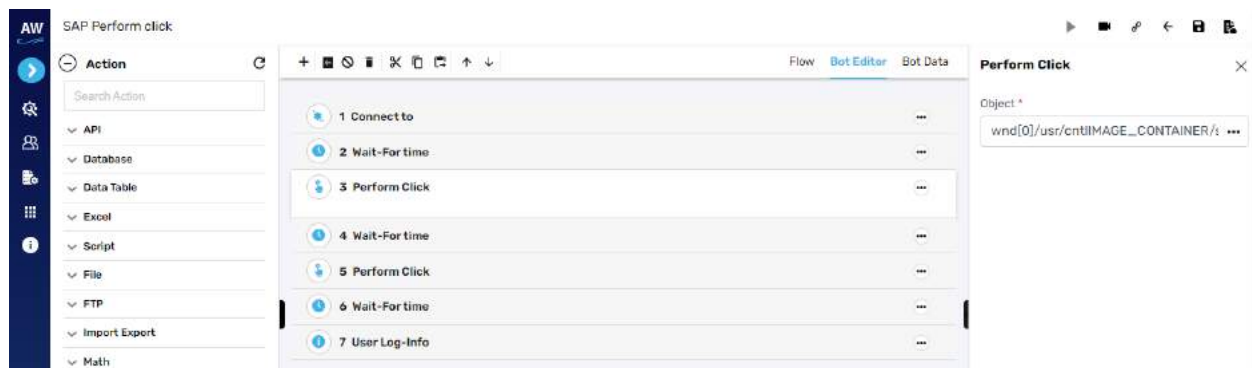 AW
SAP Perform click
Action
Search Action
API
Database
Data Table
Excel
Script
File
FTP
Import Export
Math
Flow Bot Editor Bot Data
1 Connect to
2 Wait-For time
3 Perform Click
4 Wait-For time
5 Perform Click
6 Wait-For time
7 User Log-Info
Perform Click
Object *
wnd[0]/usr/cntlIMAGE_CONTAINER/s